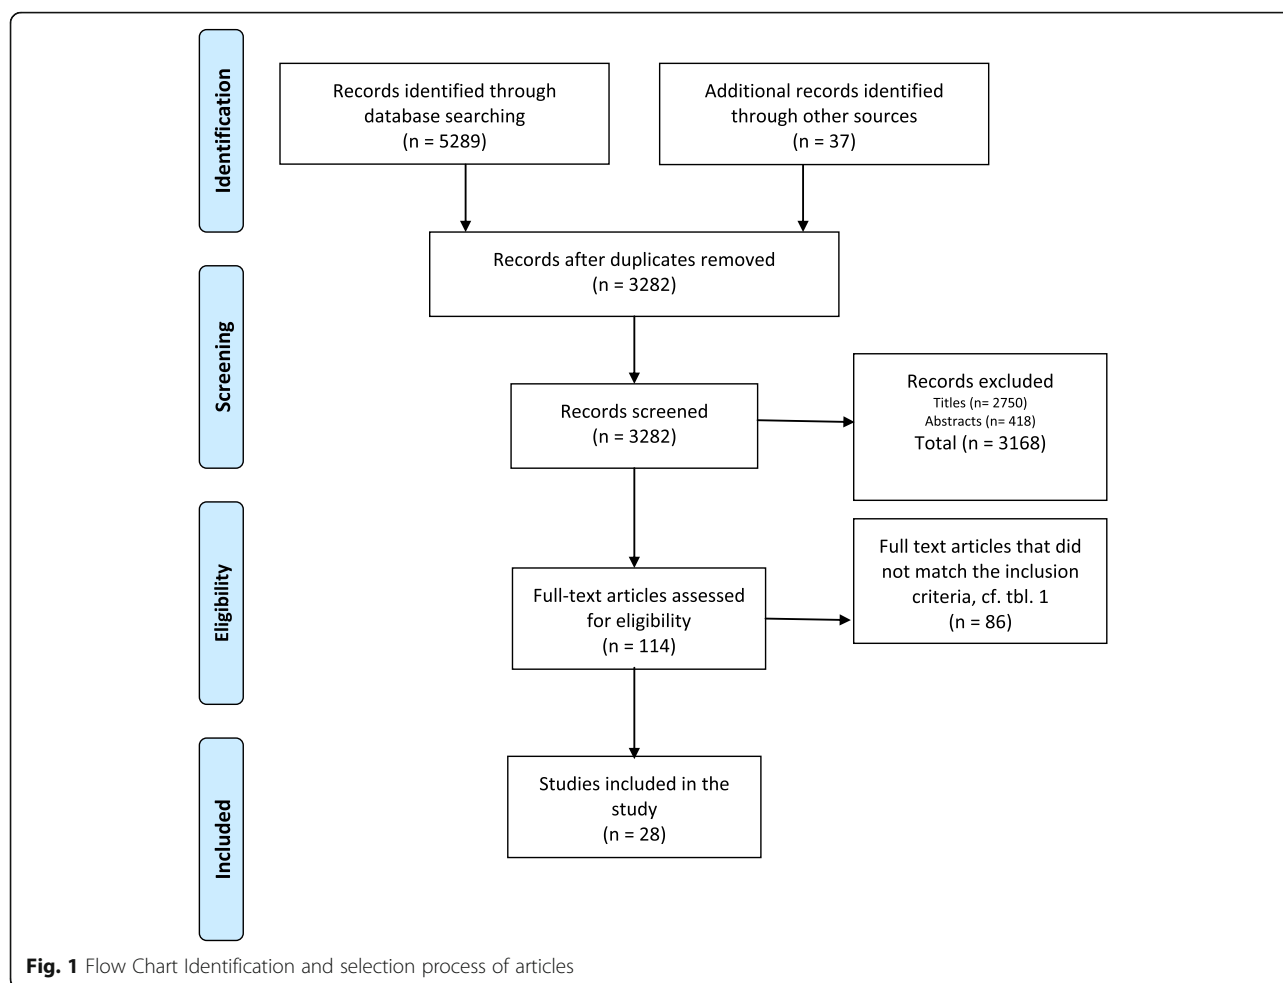 Identification
Records identified through
database searching
(n = 5289)
Additional records identified
through other sources
(n = 37)
Records after duplicates removed
(n = 3282)
Screening
Records screened
(n = 3282)
Records excluded
Titles (n= 2750)
Abstracts (n= 418)
Total (n = 3168)
Eligibility
Full-text articles assessed
for eligibility
(n = 114)
Full text articles that did
not match the inclusion
criteria, cf. tbl. 1
(n = 86)
Included
Studies included in the
study
(n = 28)
Fig. 1 Flow Chart Identification and selection process of articles